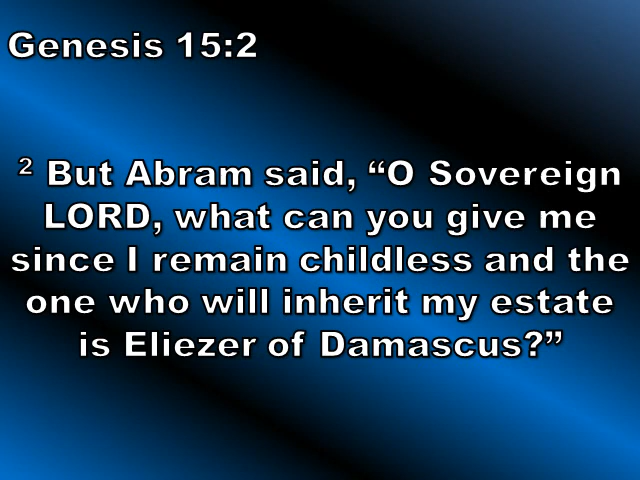 Genesis 15:2
2 But Abram said, “O Sovereign
LORD, what can you give me
since I remain childless and the
one who will inherit my estate
is Eliezer of Damascus?”